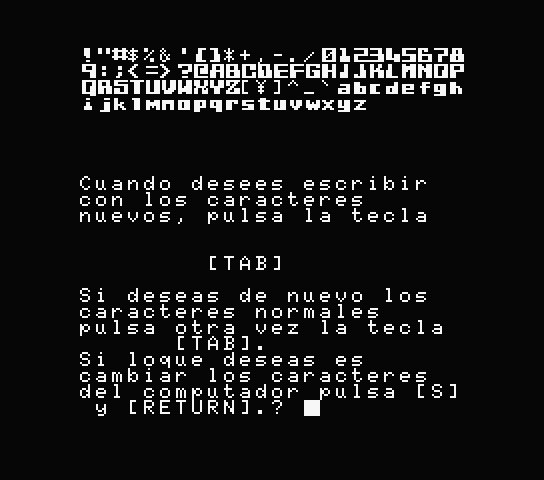 !"#$%&'()*+,-./012345678
9:;<=>?@ABCDEFGHIJKLMNOP
QRSTUVWXYZ[¥]^_`abcdefgh
ijklmnopqrstuvwxyz
Cuando desees escribir
con los caracteres
nuevos, pulsa la tecla
[TAB]
Si deseas de nuevo los
caracteres normales
pulsa otra vez la tecla
[TAB].
Si loque deseas es
cambiar los caracteres
del computador pulsa [S]
y [RETURN].?